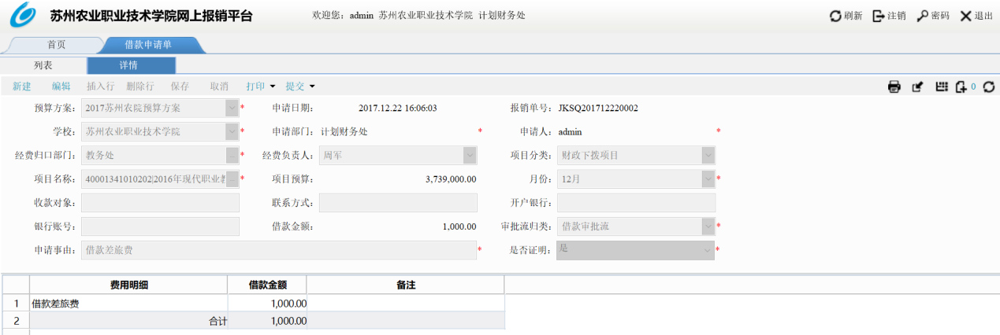 苏州农业职业技术学院网上报销平台 欢迎您: admin 苏州农业职业技术学院 计划财务处 刷新 注销 密码 退出
首页 借款申请单
列表 详情
新建 编辑 插入行 删除行 保存 取消 打印 提交 0
预算方案: 2017苏州农院预算方案 * 申请日期: 2017.12.22 16:06:03 报销单号: JKSQ201712220002
学校: 苏州农业职业技术学院 * 申请部门: 计划财务处 * 申请人: admin *
经费归口部门: 教务处 ... * 经费负责人: 周军 项目分类: 财政下拨项目
项目名称: 40001341010202|2016年现代职业 ... * 项目预算: 3,739,000.00 月份: 12月 *
收款对象: 联系方式: 开户银行:
银行账号: 借款金额: 1,000.00 审批流归类: 借款审批流 *
申请事由: 借款差旅费 * 是否证明: 是 *
费用明细 借款金额 备注
1 借款差旅费 1,000.00
2 合计 1,000.00